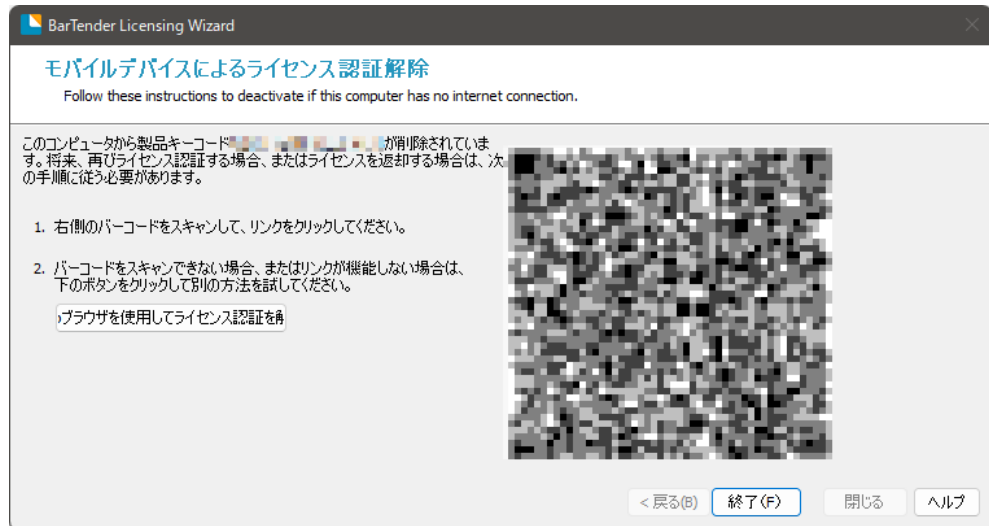 BarTender Licensing Wizard
モバイルデバイスによるライセンス認証解除
Follow these instructions to deactivate if this computer has no internet connection.
このコンピュータから製品キーコード が削除されていま
す。将来、再びライセンス認証する場合、またはライセンスを返却する場合は、次
の手順に従う必要があります。
1. 右側のバーコードをスキャンして、リンクをクリックしてください。
2. バーコードをスキャンできない場合、またはリンクが機能しない場合は、
下のボタンをクリックして別の方法を試してください。
ブラウザを使用してライセンス認証を
< 戻る(B)
終了(F)
閉じる
ヘルプ